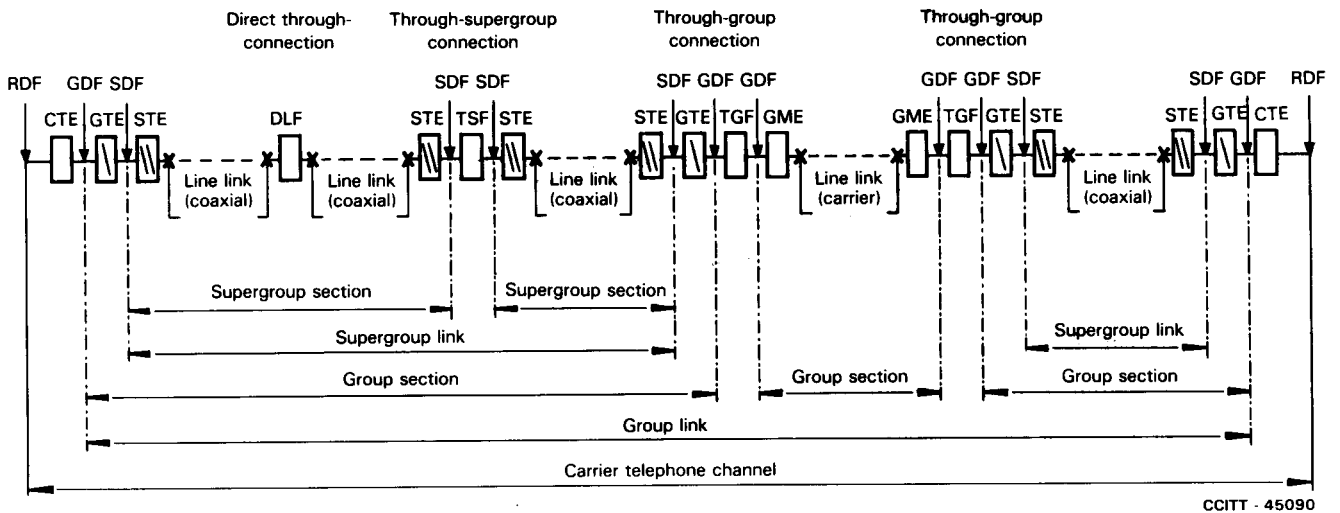 Direct through-
connection
Through-supergroup
connection
Through-group
connection
Through-group
connection
RDF
GDF SDF
SDF SDF
SDF GDF GDF
GDF GDF SDF
SDF GDF
RDF
CTE GTE STE
DLF
STE TSF STE
STE GTE TGF GME
GME TGF GTE STE
STE GTE CTE
Line link
(coaxial)
Line link
(coaxial)
Line link
(coaxial)
Line link
(carrier)
Line link
(coaxial)
Supergroup section
Supergroup section
Supergroup link
Supergroup link
Group section
Group section
Group section
Group link
Carrier telephone channel
CCITT - 45090